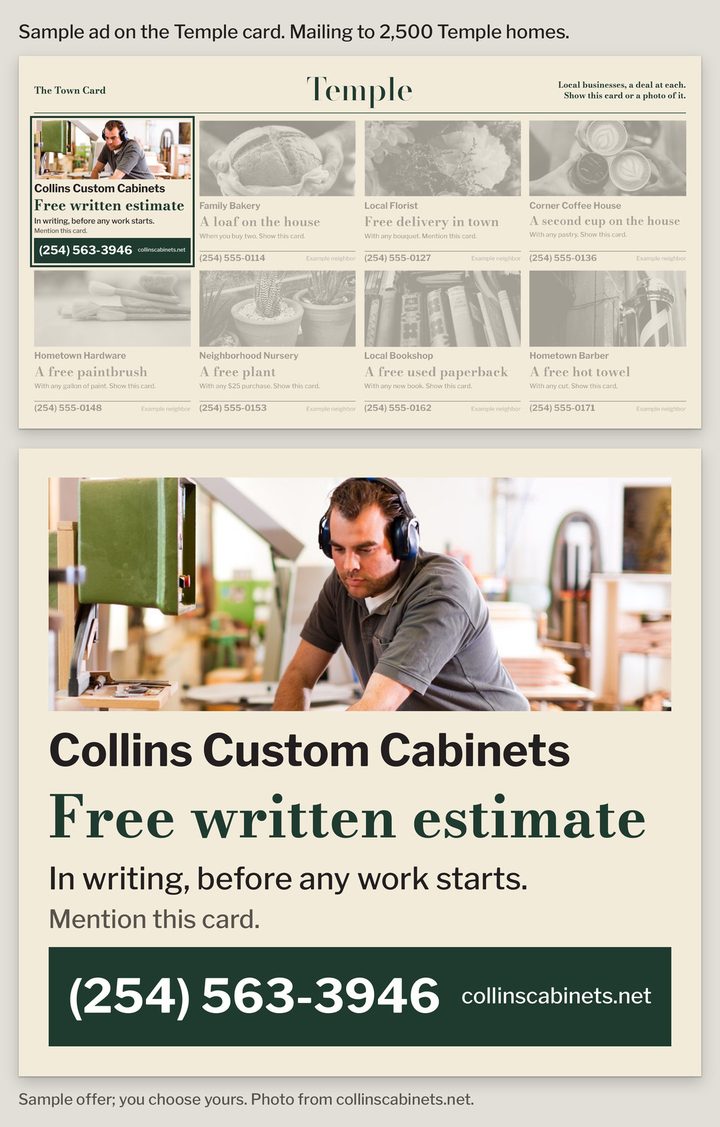 Sample ad on the Temple card. Mailing to 2,500 Temple homes.
The Town Card
Temple
Local businesses, a deal at each.
Show this card or a photo of it.
Collins Custom Cabinets
Free written estimate
In writing, before any work starts.
Mention this card.
(254) 563-3946 collinscabinets.net
Family Bakery
A loaf on the house
When you buy two. Show this card.
(254) 555-0114 Example neighbor
Local Florist
Free delivery in town
With any bouquet. Mention this card.
(254) 555-0127 Example neighbor
Corner Coffee House
A second cup on the house
With any pastry. Show this card.
(254) 555-0136 Example neighbor
Hometown Hardware
A free paintbrush
With any gallon of paint. Show this card.
(254) 555-0148 Example neighbor
Neighborhood Nursery
A free plant
With any $25 purchase. Show this card.
(254) 555-0153 Example neighbor
Local Bookshop
A free used paperback
With any new book. Show this card.
(254) 555-0162 Example neighbor
Hometown Barber
A free hot towel
With any cut. Show this card.
(254) 555-0171 Example neighbor
Collins Custom Cabinets
Free written estimate
In writing, before any work starts.
Mention this card.
(254) 563-3946 collinscabinets.net
Sample offer; you choose yours. Photo from collinscabinets.net.